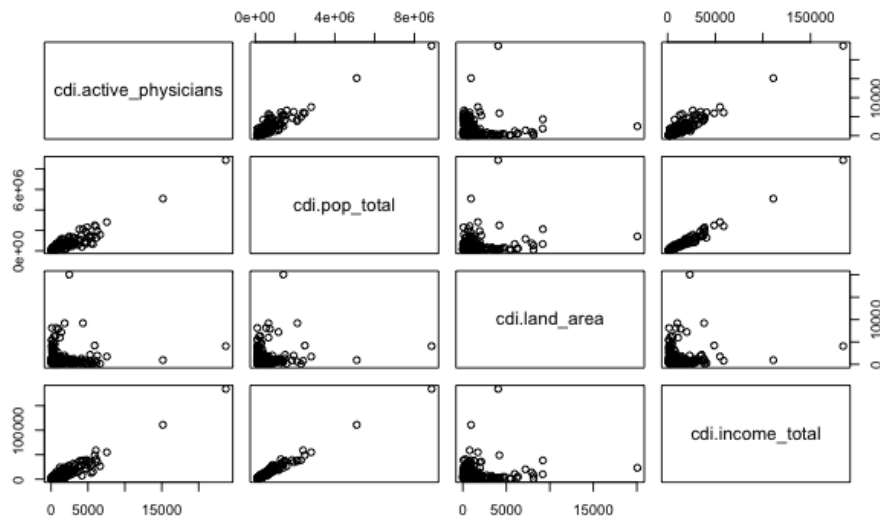 0e+00 4e+06 8e+06 0 50000 150000
cdi.active_physicians
0 10000
0e+00 6e+06
cdi.pop_total
cdi.land_area
0 10000
0 100000
cdi.income_total
0 5000 15000 0 5000 15000